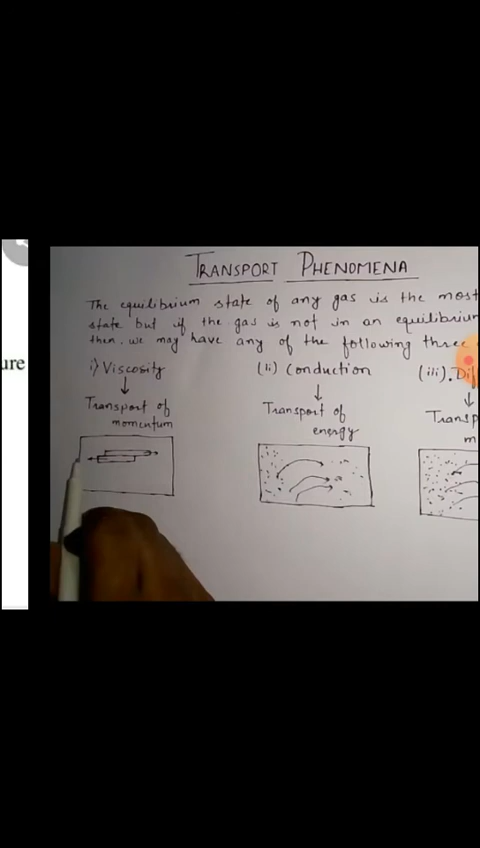 TRANSPORT PHENOMENA
The equilibrium state of any gas is the most
state but if the gas is not in an equilibrium
then, we may have any of the following three
i) Viscosity (ii) Conduction (iii). Dif
Transport of momentum
Transport of energy
Transp
m
ure